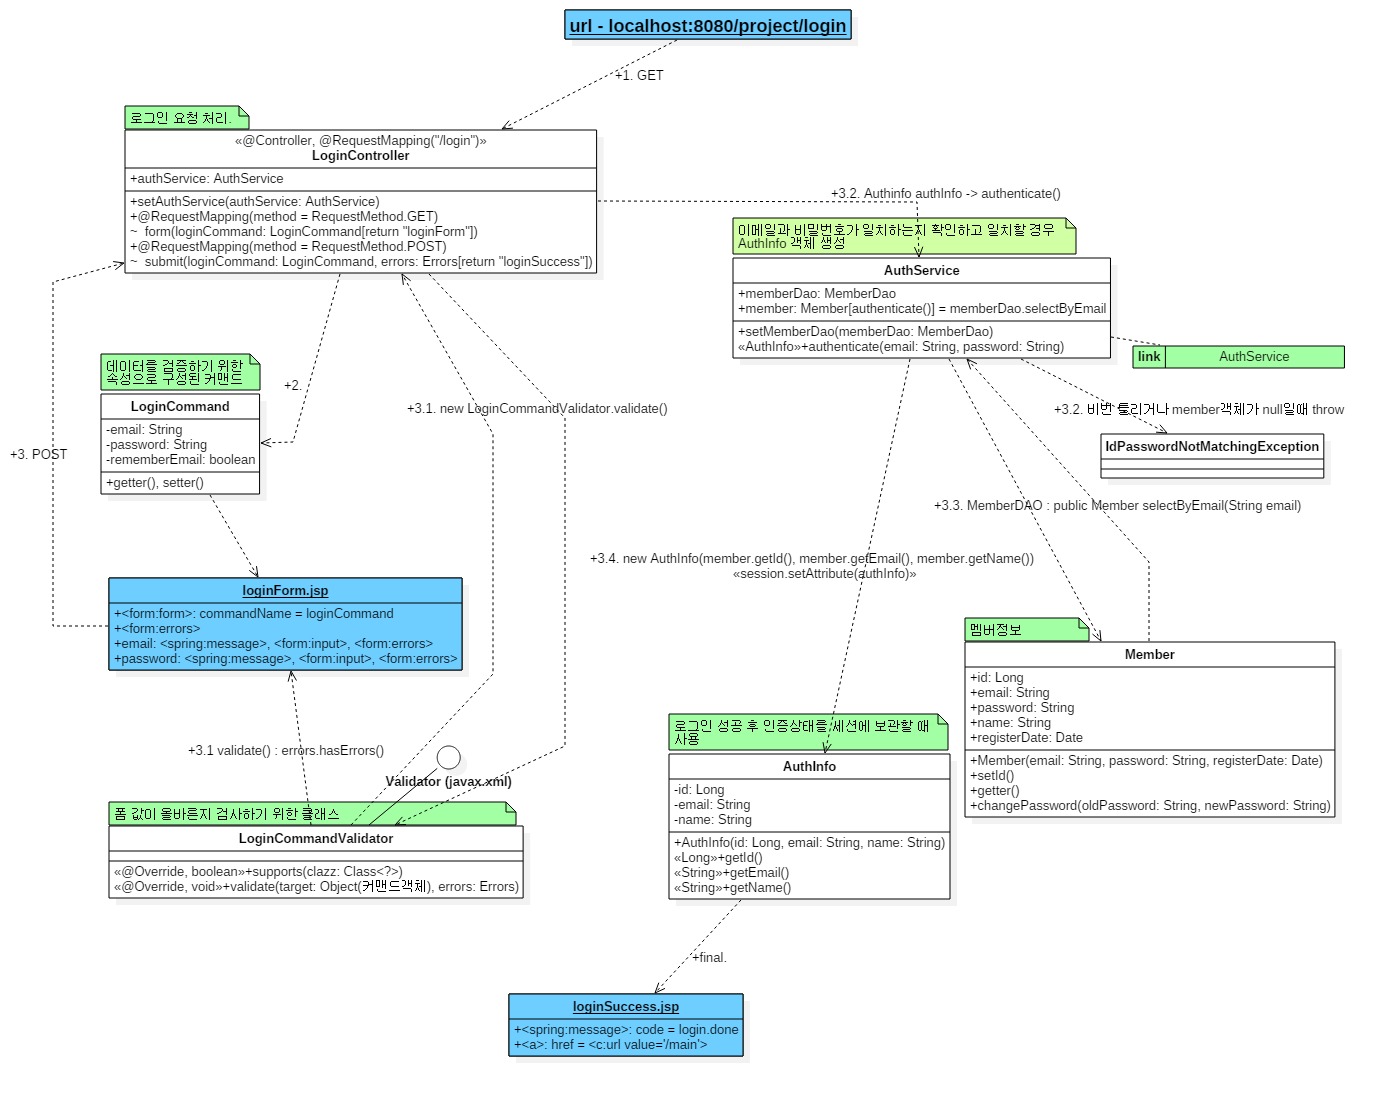 url - localhost:8080/project/login
+1. GET
로그인 요청 처리.
«@Controller, @RequestMapping("/login")»
LoginController
+authService: AuthService
+setAuthService(authService: AuthService)
+@RequestMapping(method = RequestMethod.GET)
~  form(loginCommand: LoginCommand[return "loginForm"])
+@RequestMapping(method = RequestMethod.POST)
~  submit(loginCommand: LoginCommand, errors: Errors[return "loginSuccess"])
+3.2. Authinfo authInfo -> authenticate()
이메일과 비밀번호가 일치하는지 확인하고 일치할 경우
AuthInfo 객체 생성
AuthService
+memberDao: MemberDao
+member: Member[authenticate()] = memberDao.selectByEmail
+setMemberDao(memberDao: MemberDao)
«AuthInfo»+authenticate(email: String, password: String)
link
AuthService
데이터를 검증하기 위한
속성으로 구성된 커맨드
LoginCommand
-email: String
-password: String
-rememberEmail: boolean
+getter(), setter()
+2.
+3.1. new LoginCommandValidator.validate()
+3.2. 비번 틀리거나 member객체가 null일때 throw
IdPasswordNotMatchingException
+3. POST
+3.3. MemberDAO : public Member selectByEmail(String email)
+3.4. new AuthInfo(member.getId(), member.getEmail(), member.getName())
«session.setAttribute(authInfo)»
loginForm.jsp
+<form:form>: commandName = loginCommand
+<form:errors>
+email: <spring:message>, <form:input>, <form:errors>
+password: <spring:message>, <form:input>, <form:errors>
멤버정보
Member
+id: Long
+email: String
+password: String
+name: String
+registerDate: Date
+Member(email: String, password: String, registerDate: Date)
+setId()
+getter()
+changePassword(oldPassword: String, newPassword: String)
+3.1 validate() : errors.hasErrors()
Validator (javax.xml)
폼 값이 올바른지 검사하기 위한 클래스
LoginCommandValidator
«@Override, boolean»+supports(clazz: Class<?>)
«@Override, void»+validate(target: Object(커맨드객체), errors: Errors)
로그인 성공 후 인증상태를 세션에 보관할 때
사용
AuthInfo
-id: Long
-email: String
-name: String
+AuthInfo(id: Long, email: String, name: String)
«Long»+getId()
«String»+getEmail()
«String»+getName()
+final.
loginSuccess.jsp
+<spring:message>: code = login.done
+<a>: href = <c:url value='/main'>